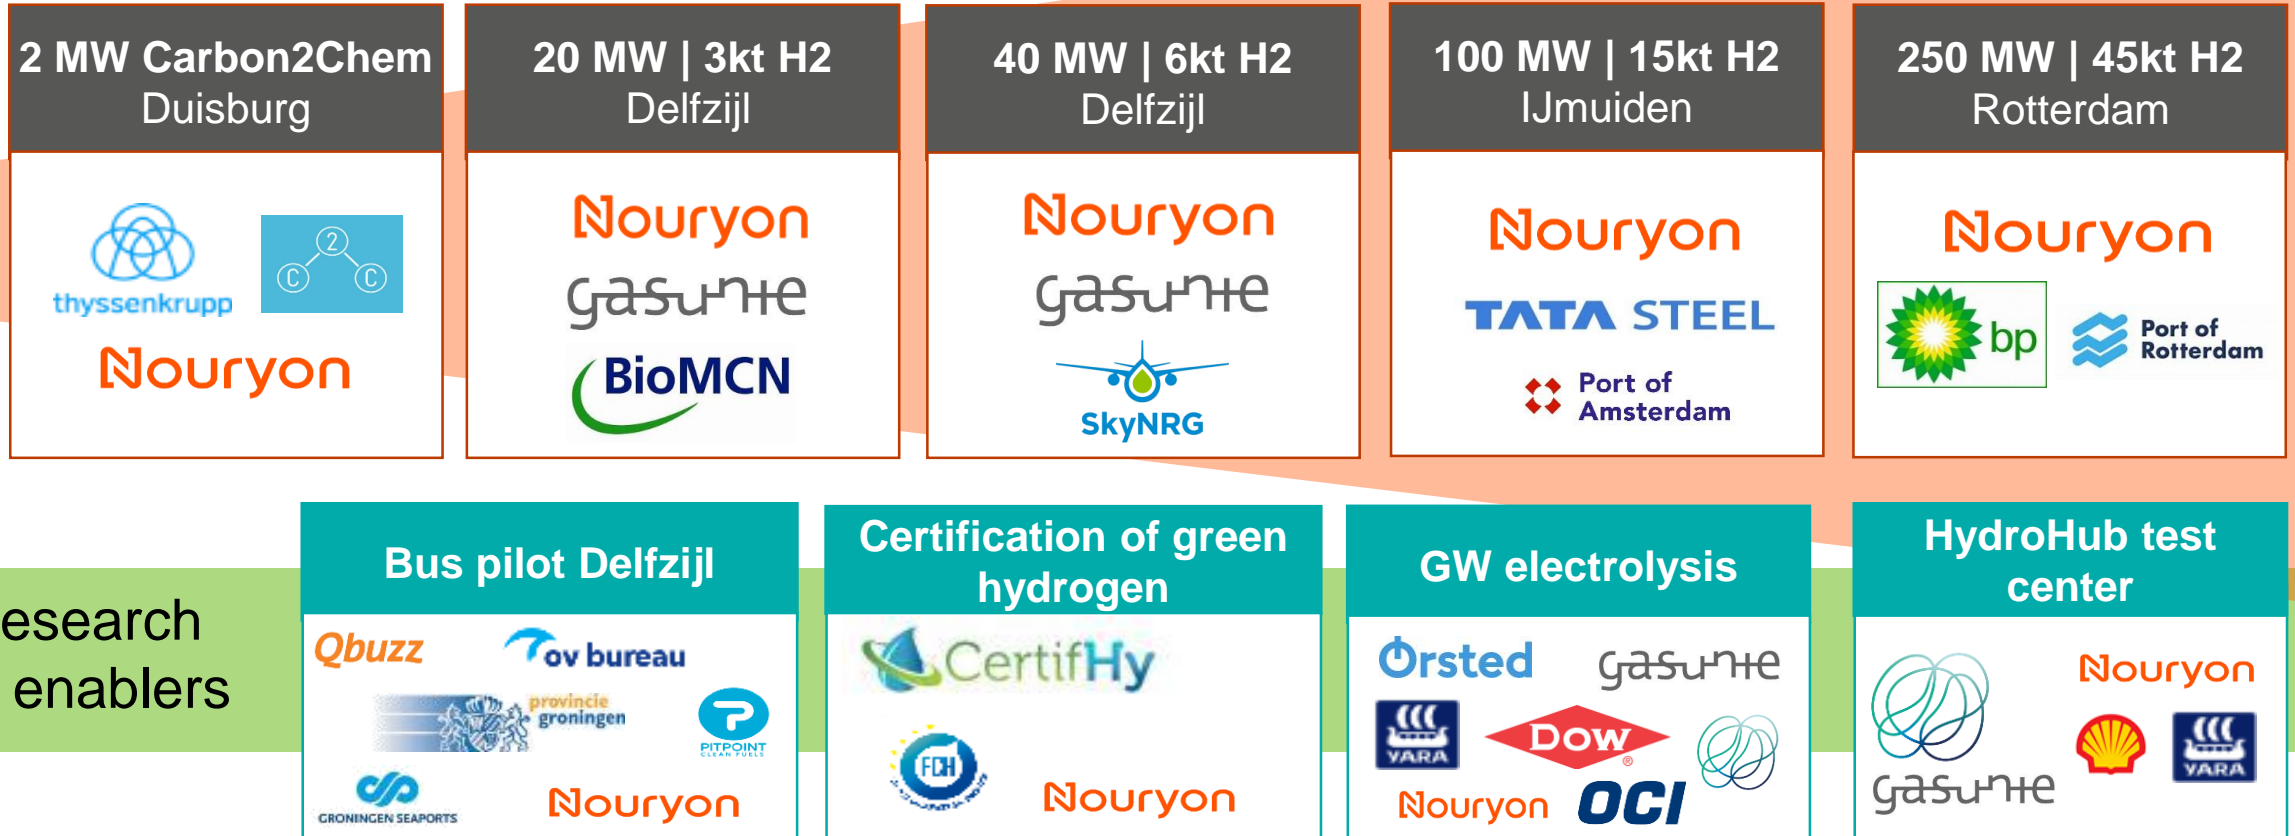 2 MW Carbon2Chem
Duisburg
thyssenkrupp
C 2 C
Nouryon
20 MW | 3kt H2
Delfzijl
Nouryon
gasunie
BioMCN
40 MW | 6kt H2
Delfzijl
Nouryon
gasunie
SkyNRG
100 MW | 15kt H2
IJmuiden
Nouryon
TATA STEEL
Port of
Amsterdam
250 MW | 45kt H2
Rotterdam
Nouryon
bp
Port of
Rotterdam
esearch
enablers
Bus pilot Delfzijl
Qbuzz
ov bureau
provincie
groningen
PITPOINT
CLEAN FUELS
GRONINGEN SEAPORTS
Nouryon
Certification of green
hydrogen
CertifHy
FCH
Nouryon
GW electrolysis
Ørsted
gasunie
YARA
DOW
Nouryon
OCI
HydroHub test
center
Nouryon
YARA
gasunie